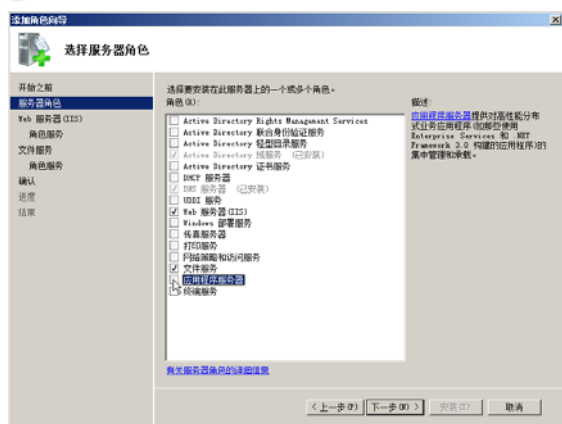 添加角色向导
选择服务器角色
开始之前
服务器角色
Web 服务器(IIS)
角色服务
文件服务
角色服务
确认
进度
结果
选择要安装在此服务器上的一个或多个角色。
角色(R):
Active Directory Rights Management Services
Active Directory 联合身份验证服务
Active Directory 轻型目录服务
Active Directory 域服务 (已安装)
Active Directory 证书服务
DHCP 服务器
DNS 服务器 (已安装)
UDDI 服务
Web 服务器(IIS)
Windows 部署服务
传真服务器
打印服务
网络策略和访问服务
文件服务
应用程序服务器
终端服务
有关服务器角色的详细信息
描述:
应用程序服务器提供对高性能分布
式业务应用程序(如那些使用
Enterprise Services 和 .NET
Framework 3.0 构建的应用程序)的
集中管理和承载。
< 上一步(P)
下一步(N) >
安装(I)
取消